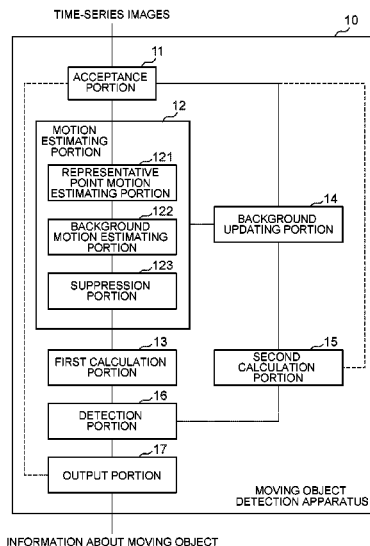 TIME-SERIES IMAGES
10
11
ACCEPTANCE
PORTION
12
MOTION
ESTIMATING
PORTION
121
REPRESENTATIVE
POINT MOTION
ESTIMATING PORTION
122
BACKGROUND
MOTION ESTIMATING
PORTION
123
SUPPRESSION
PORTION
14
BACKGROUND
UPDATING PORTION
13
FIRST CALCULATION
PORTION
15
SECOND
CALCULATION
PORTION
16
DETECTION
PORTION
17
OUTPUT PORTION
MOVING OBJECT
DETECTION APPARATUS
INFORMATION ABOUT MOVING OBJECT